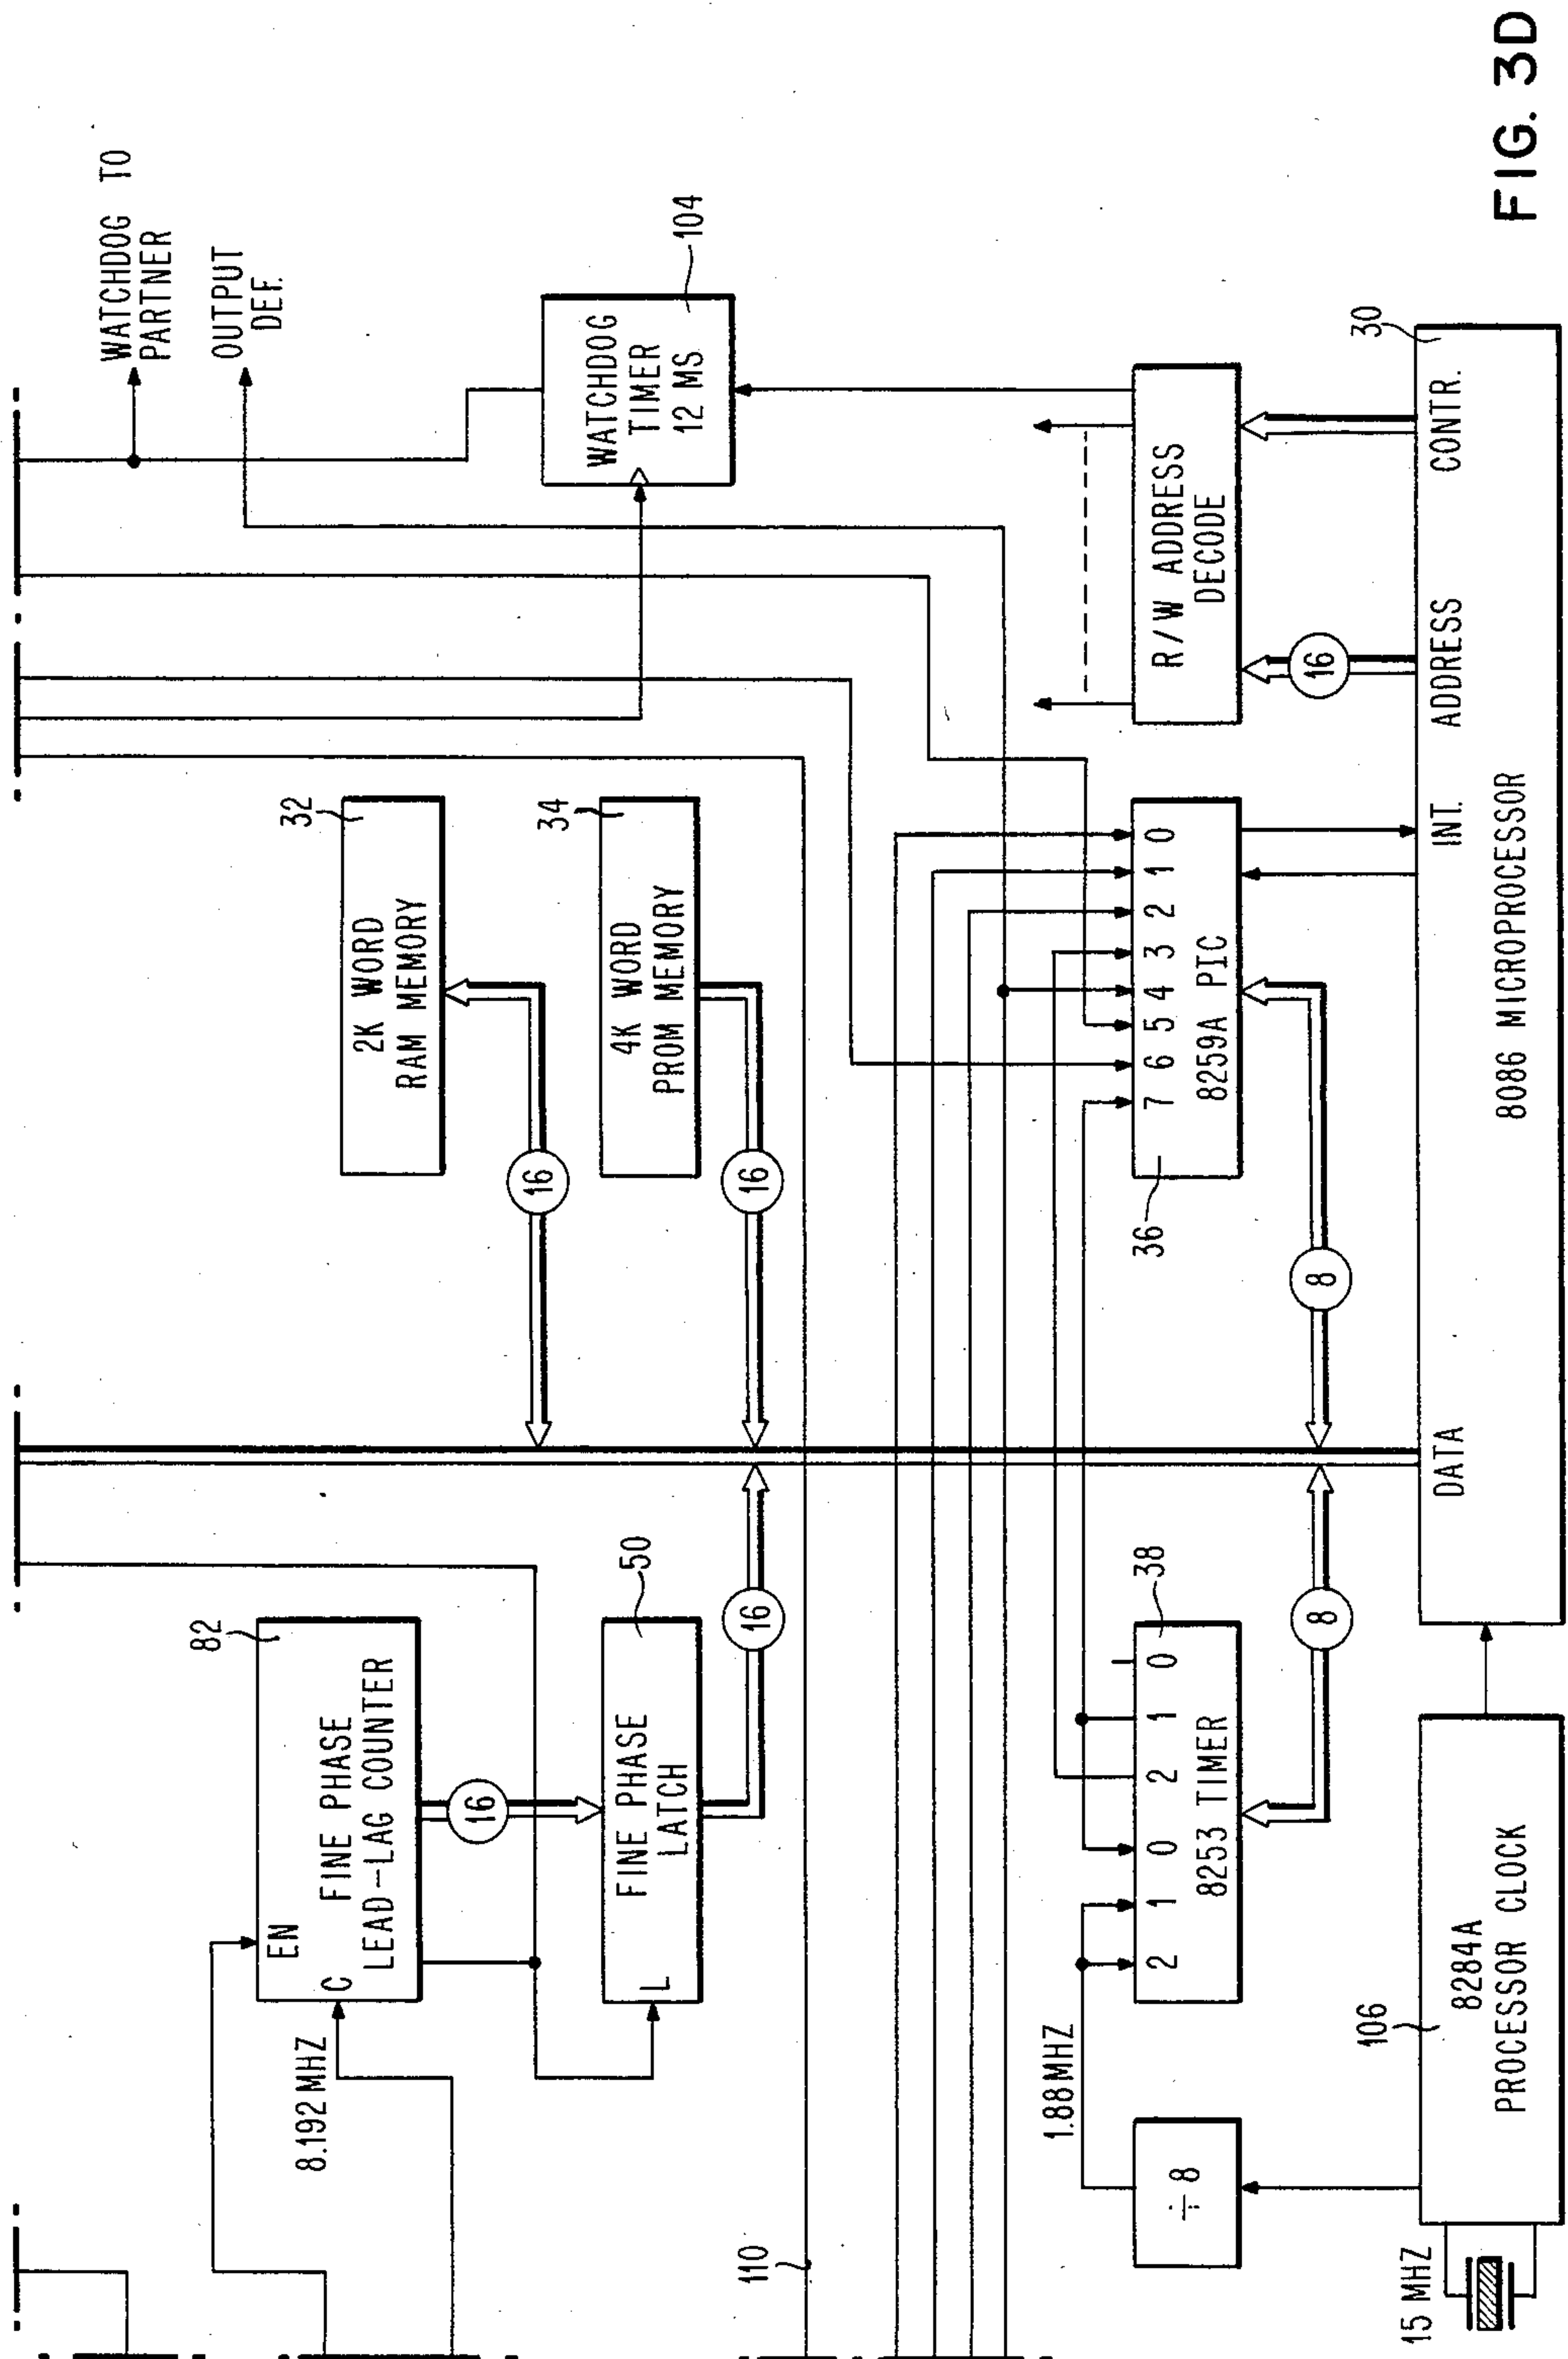 WATCHDOG TO
PARTNER
OUTPUT
DEF.
WATCHDOG
TIMER
12 MS
104
2K WORD
RAM MEMORY
32
16
4K WORD
PROM MEMORY
34
16
82
EN
C
FINE PHASE
LEAD-LAG COUNTER
8.192 MHZ
16
50
FINE PHASE
LATCH
L
16
110
R/W ADDRESS
DECODE
16
7 6 5 4 3 2 1 0
8259A PIC
36
8
38
2 1 0 2 1 0
8253 TIMER
8
1.88MHZ
÷8
15 MHZ
106
8284A
PROCESSOR CLOCK
DATA
INT.
ADDRESS
CONTR.
30
8086 MICROPROCESSOR
FIG. 3D